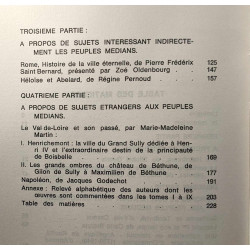 TROISIEME PARTIE :
A PROPOS DE SUJETS INTERESSANT INDIRECTE-
MENT LES PEUPLES MEDIANS.
Rome, Histoire de la ville éternelle, de Pierre Frédérix 125
Saint Bernard, présenté par Zoé Oldenbourg 147
Héloïse et Abelard, de Régine Pernoud 157
QUATRIEME PARTIE :
A PROPOS DE SUJETS ETRANGERS AUX PEUPLES
MEDIANS.
Le Val-de-Loire et son passé, par Marie-Madeleine
Martin :
I. Henrichemont : la ville du Grand Sully dédiée à Hen-
ri IV et l'extraordinaire destin de la principauté
de Boisbelle 169
II. Les grands ombres du château de Béthune, de
Gilon de Sully à Maximilien de Béthune : 177
Napoléon, de Jacques Godechot 191
Annexe : Relevé alphabétique des auteurs dont les
œuvres sont commentées dans les tomes I à IX 203
Table des matières 228